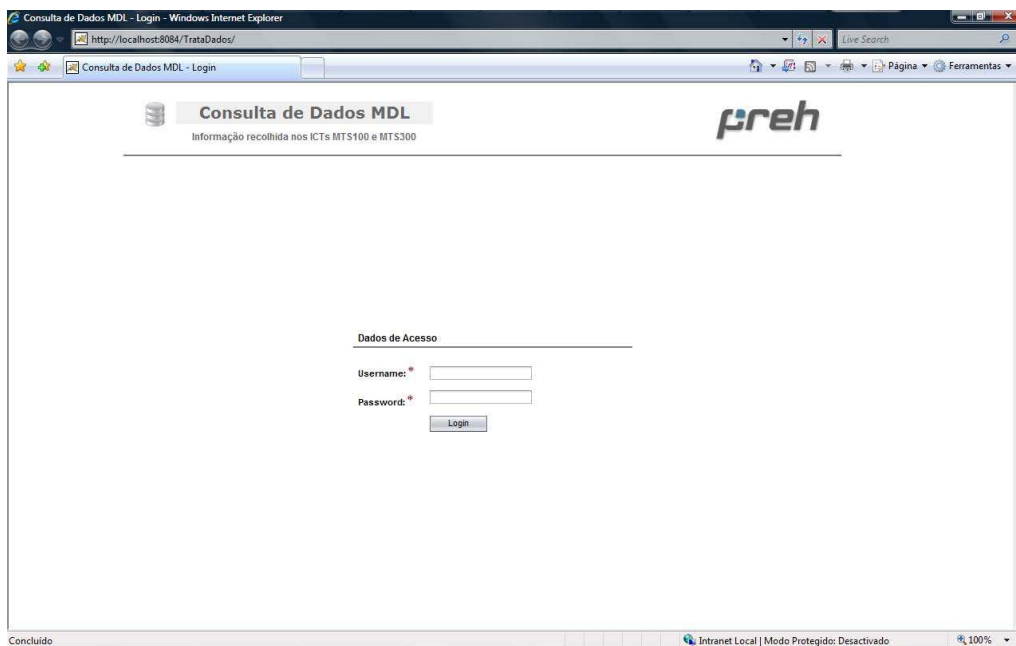 Consulta de Dados MDL - Login - Windows Internet Explorer
http://localhost:8084/TrataDados/
Live Search
Consulta de Dados MDL - Login
Página
Ferramentas
Consulta de Dados MDL
Informação recolhida nos ICTs MTS100 e MTS300
preh
Dados de Acesso
Username:*
Password:*
Login
Concluído
Intranet Local | Modo Protegido: Desactivado
100%